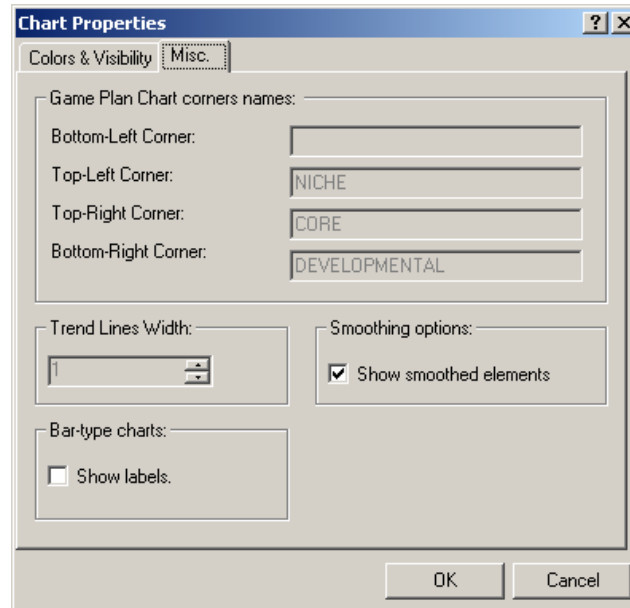 Chart Properties
Colors & Visibility
Misc.
Game Plan Chart corners names:
Bottom-Left Corner:
Top-Left Corner:
NICHE
Top-Right Corner:
CORE
Bottom-Right Corner:
DEVELOPMENTAL
Trend Lines Width:
1
Smoothing options:
Show smoothed elements
Bar-type charts:
Show labels.
OK
Cancel